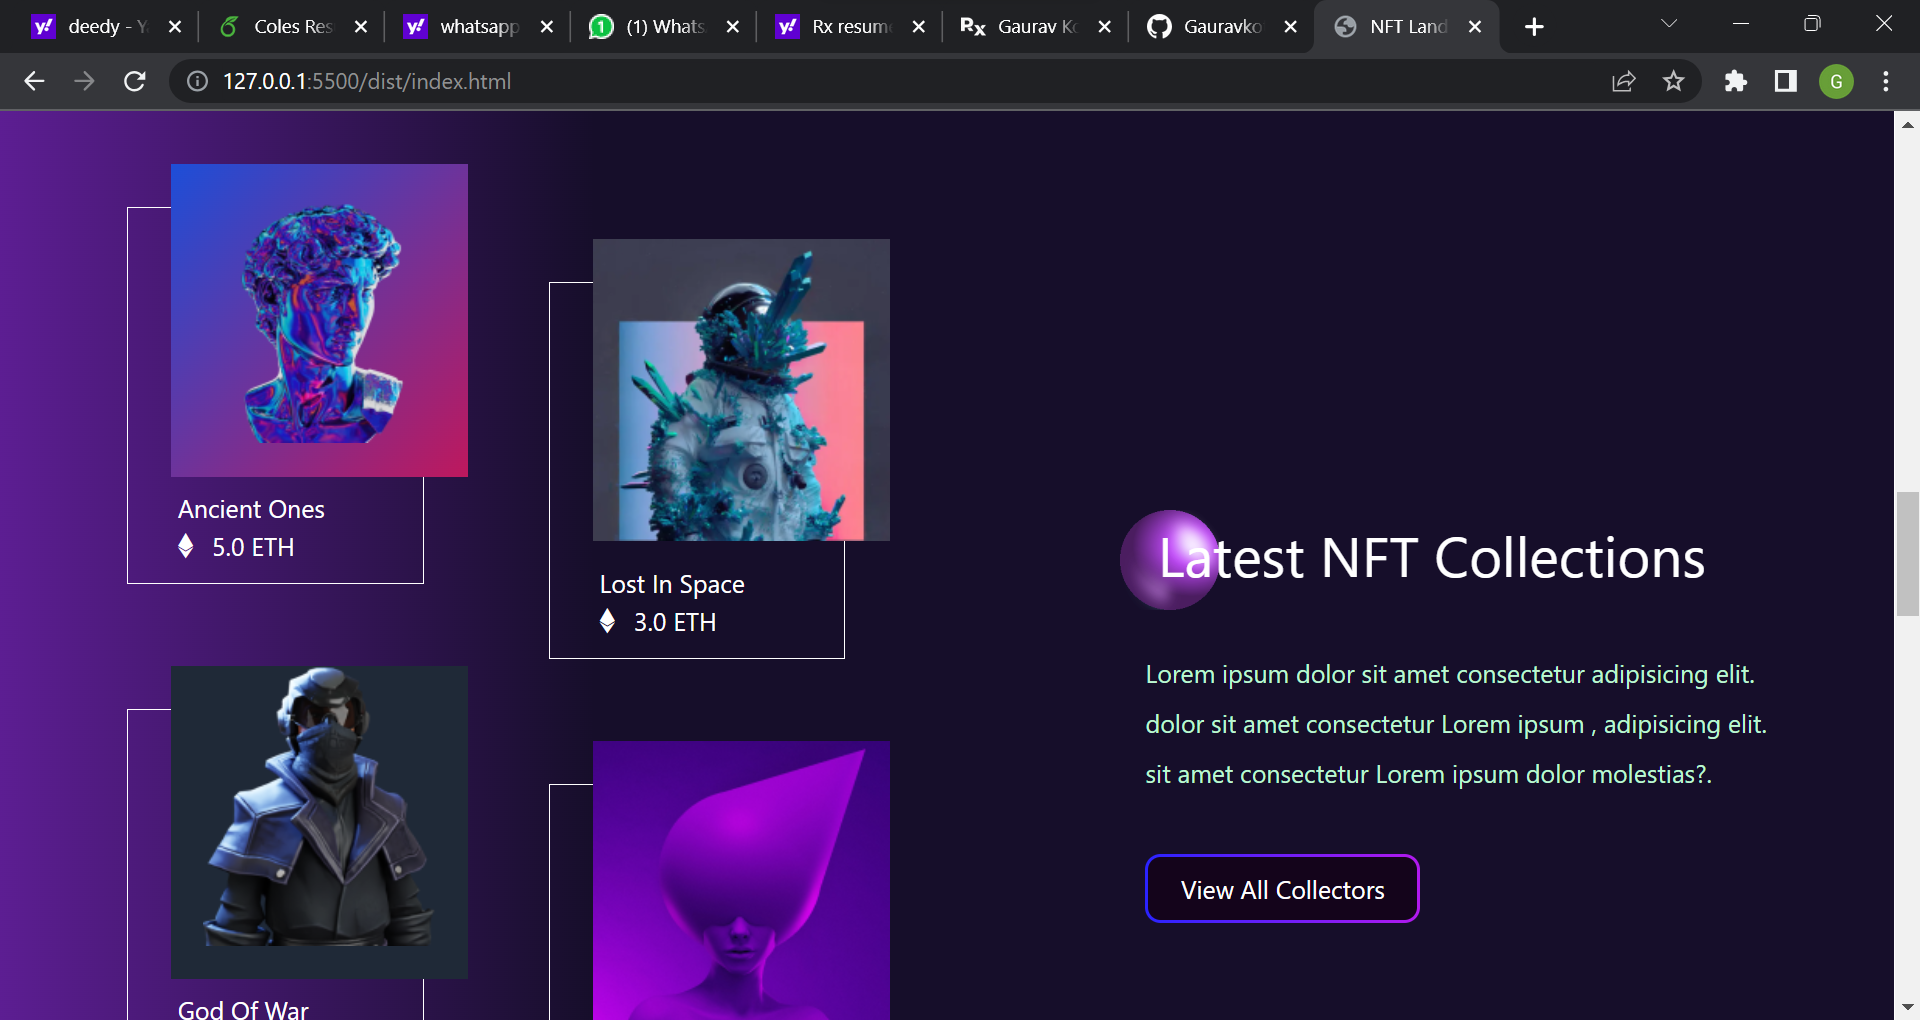 deedy - Y
Coles Res
whatsapp
(1) Whats
Rx resum
Gaurav Ko
Gauravko
NFT Land
127.0.0.1:5500/dist/index.html
G
Ancient Ones
5.0 ETH
Lost In Space
3.0 ETH
God Of War
Latest NFT Collections
Lorem ipsum dolor sit amet consectetur adipisicing elit.
dolor sit amet consectetur Lorem ipsum , adipisicing elit.
sit amet consectetur Lorem ipsum dolor molestias?.
View All Collectors